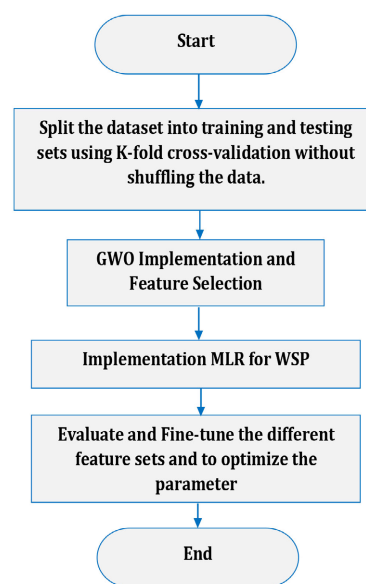 Start
Split the dataset into training and testing
sets using K-fold cross-validation without
shuffling the data.
GWO Implementation and
Feature Selection
Implementation MLR for WSP
Evaluate and Fine-tune the different
feature sets and to optimize the
parameter
End